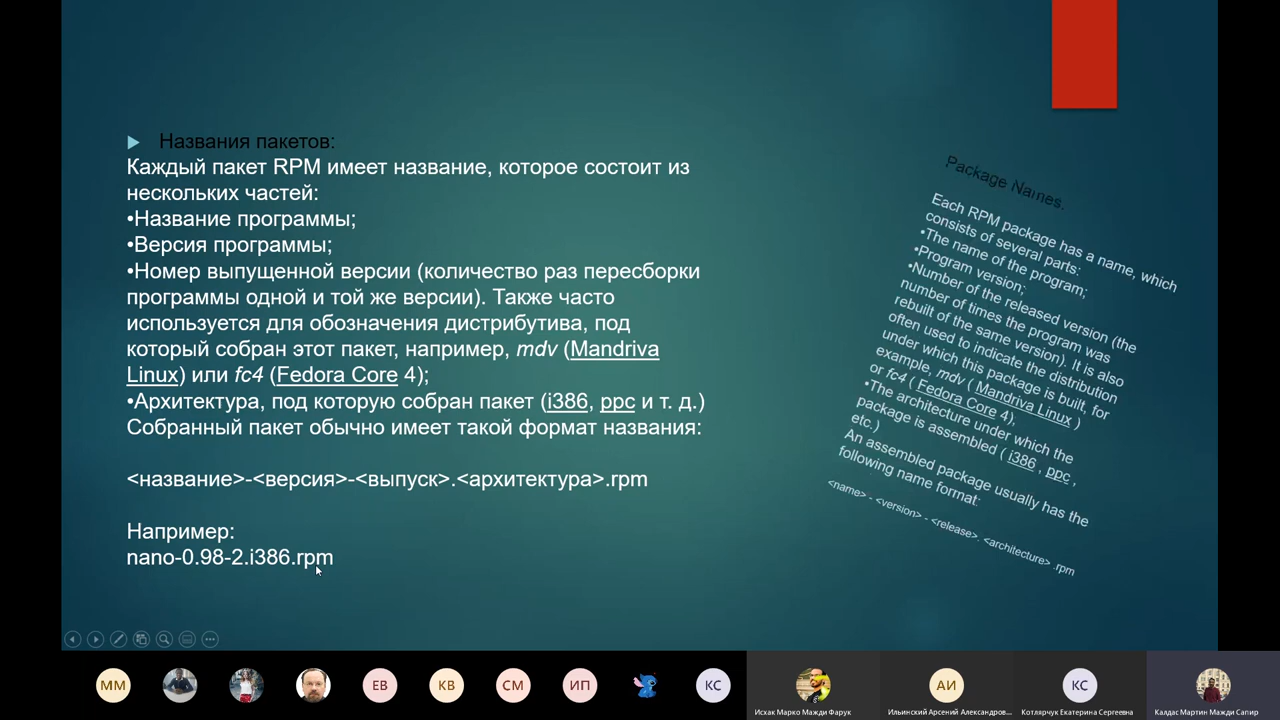 Названия пакетов:
Каждый пакет RPM имеет название, которое состоит из
нескольких частей:
•Название программы;
•Версия программы;
•Номер выпущенной версии (количество раз пересборки
программы одной и той же версии). Также часто
используется для обозначения дистрибутива, под
который собран этот пакет, например, mdv (Mandriva
Linux) или fc4 (Fedora Core 4);
•Архитектура, под которую собран пакет (i386, ppc и т. д.)
Собранный пакет обычно имеет такой формат названия:
<название>-<версия>-<выпуск>.<архитектура>.rpm
Например:
nano-0.98-2.i386.rpm
Package Names.
Each RPM package has a name, which
consists of several parts:
•The name of the program;
•Program version;
•Number of the released version (the
number of times the program was
rebuilt of the same version). It is also
often used to indicate the distribution
under which this package is built, for
example, mdv ( Mandriva Linux )
or fc4 ( Fedora Core 4),
•The architecture under which the
package is assembled ( i386 , ppc ,
etc.)
An assembled package usually has the
following name format:
<name> - <version> - <release>. <architecture> .rpm
ММ
ЕВ
КВ
СМ
ИП
КС
АИ
КС
Исхак Марко Мажди Фарук
Ильинский Арсений Александров...
Котлярчук Екатерина Сергеевна
Калдас Мартин Мажди Сапир